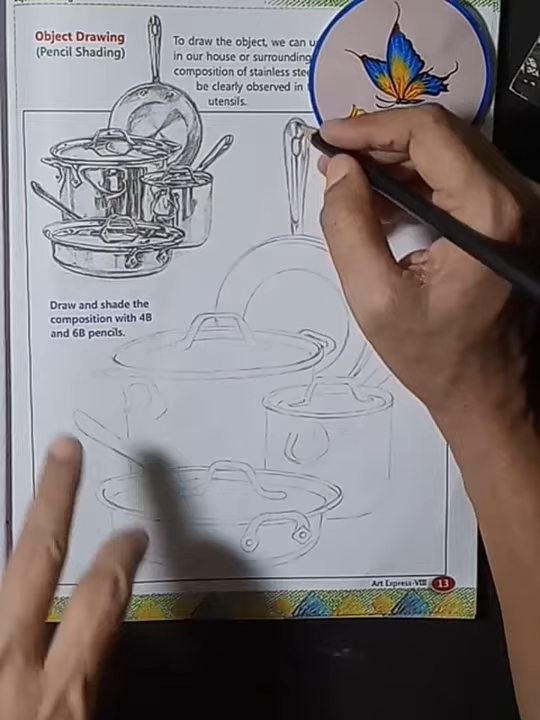 Object Drawing
(Pencil Shading)
To draw the object, we can
in our house or surrounding
composition of stainless
be clearly observed in
utensils.
Draw and shade the
composition with 4B
and 6B pencils.
Art Express-VIII 13